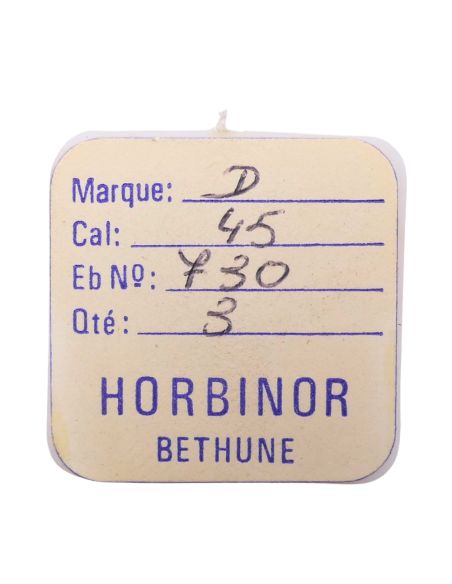 Marque: D
Cal: 45
Eb Nº: 730
Qté: 3
HORBINOR
BETHUNE